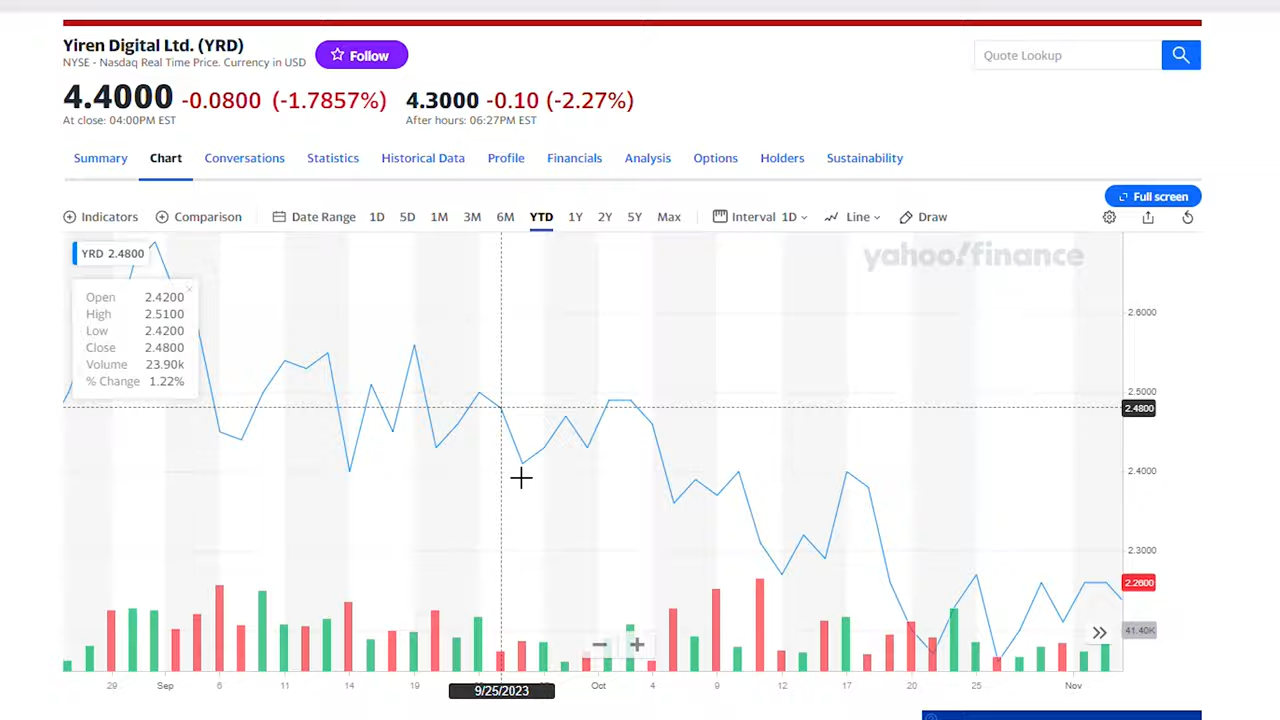 Yiren Digital Ltd. (YRD)
Follow
NYSE - Nasdaq Real Time Price. Currency in USD
Quote Lookup
4.4000 -0.0800 (-1.7857%) 4.3000 -0.10 (-2.27%)
At close: 04:00PM EST After hours: 06:27PM EST
Summary Chart Conversations Statistics Historical Data Profile Financials Analysis Options Holders Sustainability
Full screen
Indicators Comparison Date Range 1D 5D 1M 3M 6M YTD 1Y 2Y 5Y Max Interval 1D Line Draw
YRD 2.4800
yahoo!finance
Open 2.4200
High 2.5100
Low 2.4200
Close 2.4800
Volume 23.90k
% Change 1.22%
2.6000
2.5000
2.4800
2.4000
2.3000
2.2600
41.40K
29 Sep 6 11 14 19 Oct 4 9 12 17 20 25 Nov
9/25/2023